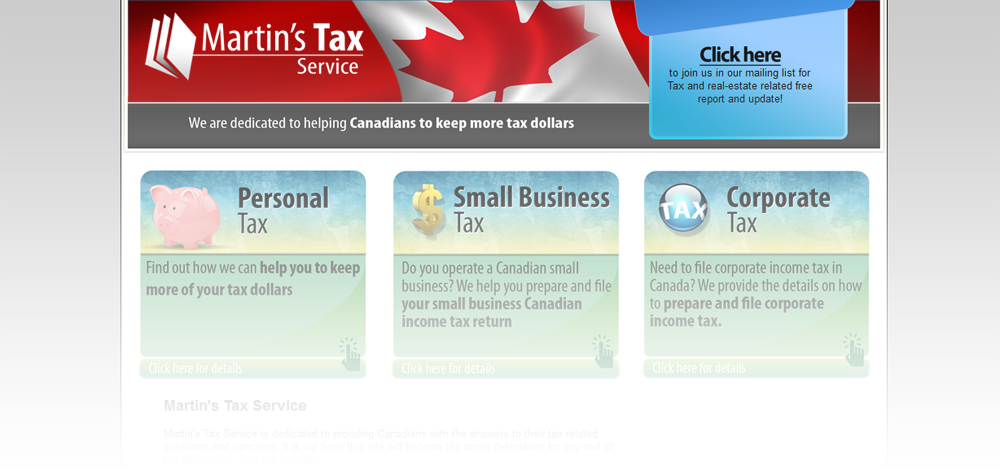 Martin's Tax
Service
Click here
to join us in our mailing list for
Tax and real-estate related free
report and update!
We are dedicated to helping Canadians to keep more tax dollars
Personal
Tax
Find out how we can help you to keep
more of your tax dollars
Click here for details
Small Business
Tax
Do you operate a Canadian small
business? We help you prepare and file
your small business Canadian
income tax return
Click here for details
TAX
Corporate
Tax
Need to file corporate income tax in
Canada? We provide the details on how
to prepare and file corporate
income tax.
Click here for details
Martin's Tax Service
Martin's Tax Service is dedicated to providing Canadians with the answers to their tax related